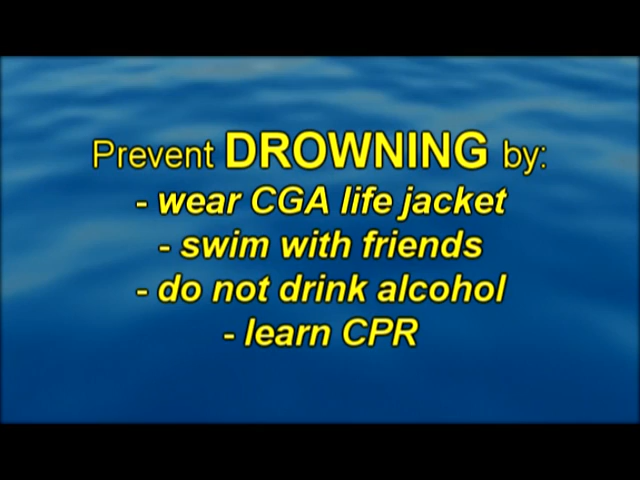 Prevent DROWNING by:
- wear CGA life jacket
- swim with friends
- do not drink alcohol
- learn CPR